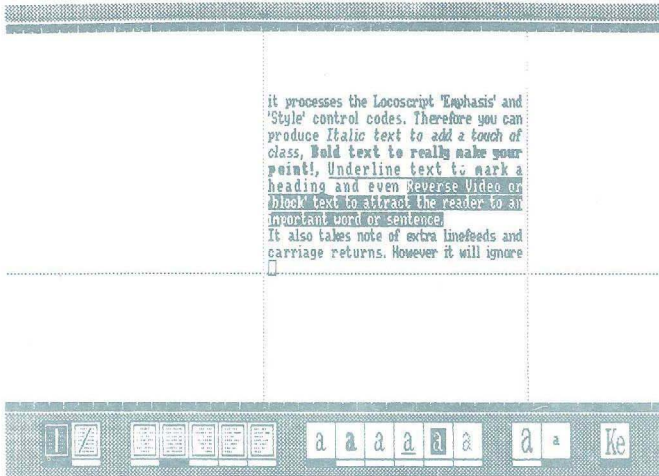 it processes the Locoscript 'Emphasis' and
'Style' control codes. Therefore you can
produce Italic text to add a touch of
class, Bold text to really make your
point!, Underline text to mark a
heading and even Reverse Video or
'block' text to attract the reader to an
important word or sentence.
It also takes note of extra linefeeds and
carriage returns. However it will ignore
a a a a a a a a Ke